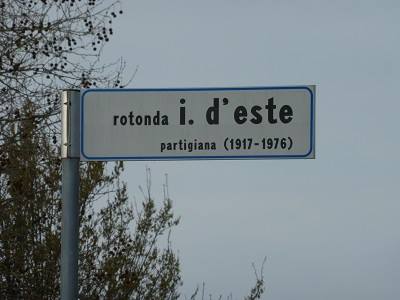 rotonda i. d'este
partigiana (1917-1976)